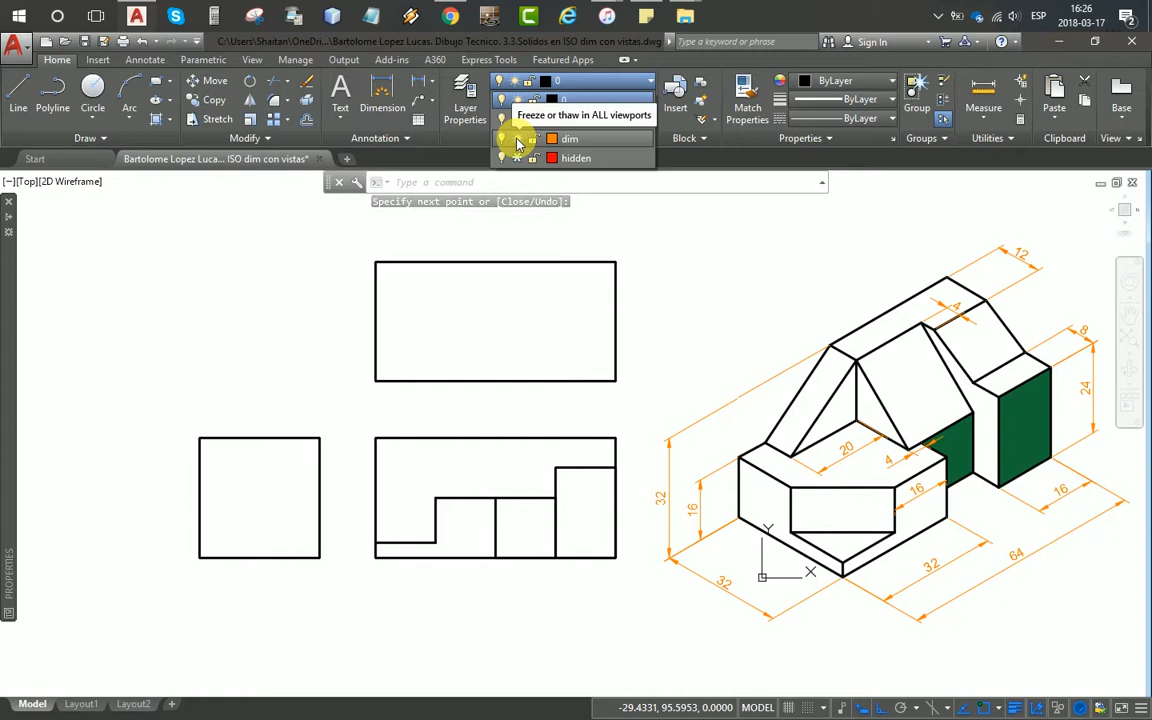 16:26
ESP
2018-03-17
2
C:\Users\Shaitan\OneDri...\Bartolome Lopez Lucas. Dibujo Tecnico. 3.3.Solidos en ISO dim con vistas.dwg
Type a keyword or phrase
Sign In
Home
Insert
Annotate
Parametric
View
Manage
Output
Add-ins
A360
Express Tools
Featured Apps
Line
Polyline
Circle
Arc
Draw
Move
Copy
Stretch
Modify
Text
Dimension
Annotation
Layer
Properties
0
0
Freeze or thaw in ALL viewports
dim
hidden
Insert
Block
Match
Properties
ByLayer
ByLayer
ByLayer
Properties
Group
Groups
Measure
Utilities
Paste
Clipboard
Base
View
Start
Bartolome Lopez Luca... ISO dim con vistas*
[−][Top][2D Wireframe]
Type a command
Specify next point or [Close/Undo]:
PROPERTIES
12
4
8
24
20
4
16
16
32
16
32
32
64
Y
X
Model
Layout1
Layout2
-29.4331, 95.5953, 0.0000
MODEL